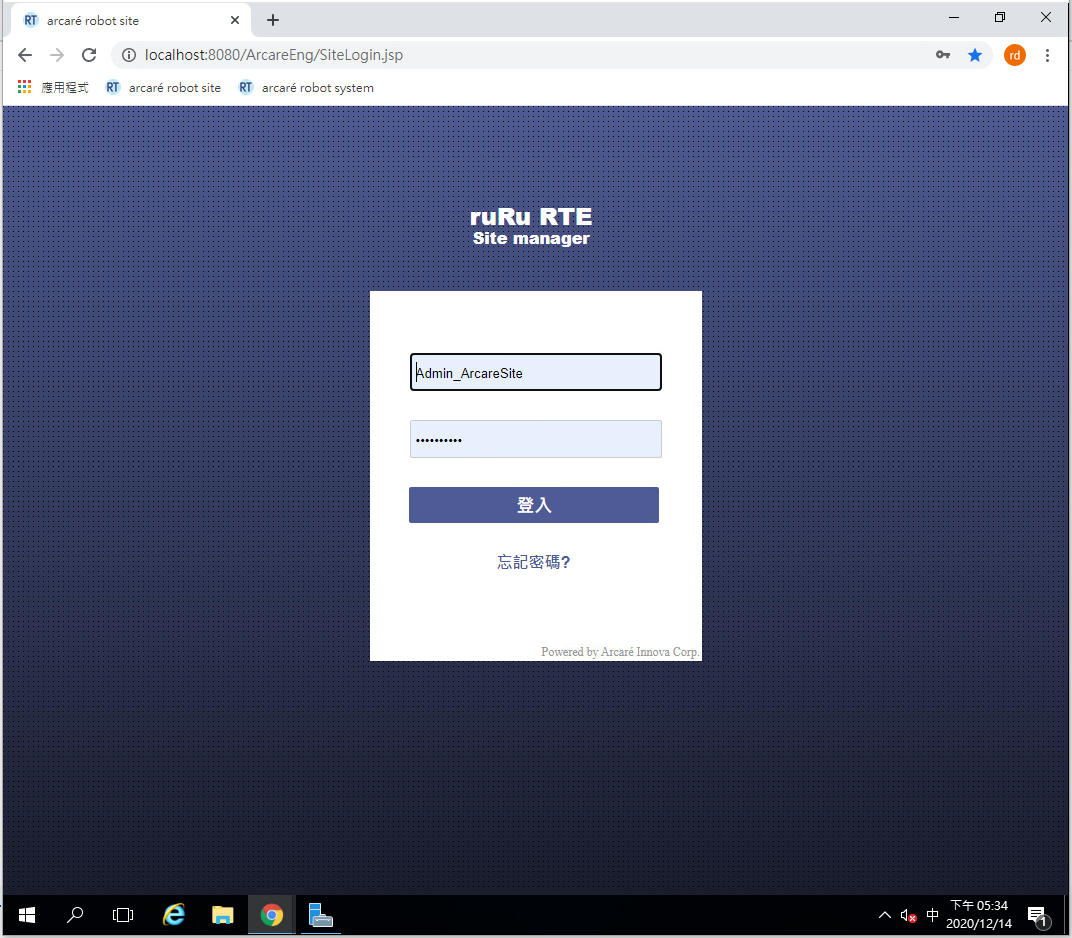 RT arcaré robot site
localhost:8080/ArcareEng/SiteLogin.jsp
rd
應用程式 RT arcaré robot site RT arcaré robot system
ruRu RTE
Site manager
Admin_ArcareSite
••••••••••
登入
忘記密碼?
Powered by Arcaré Innova Corp.
中
下午 05:34
2020/12/14
1